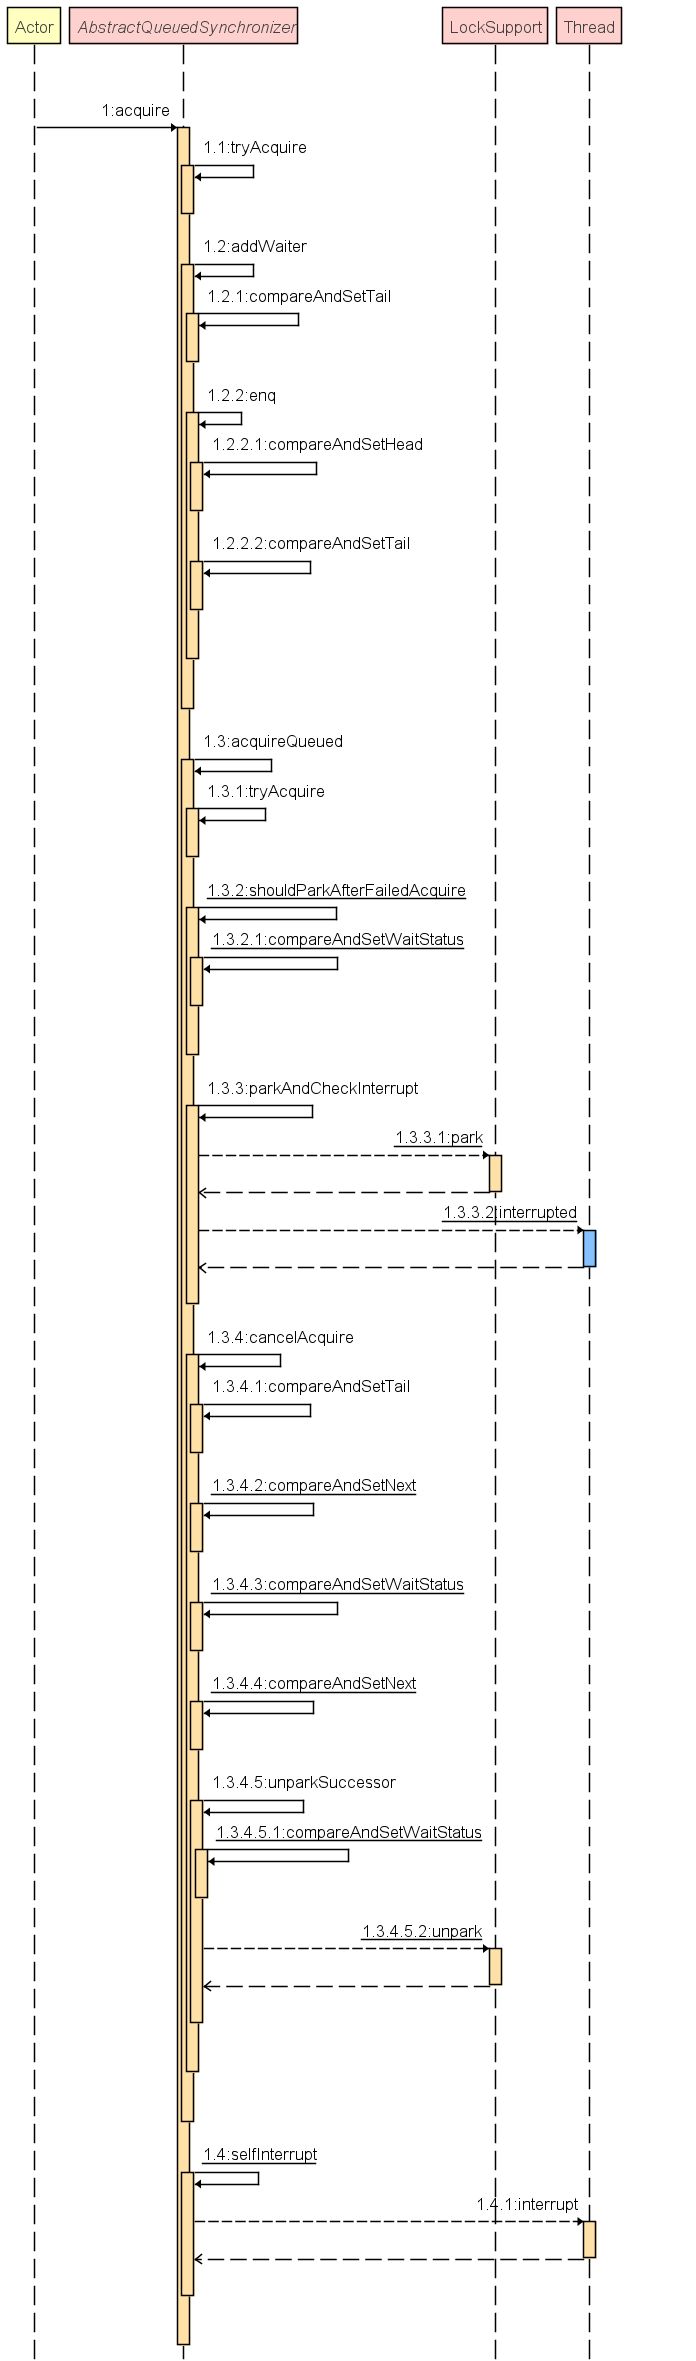 Actor
AbstractQueuedSynchronizer
LockSupport
Thread
1:acquire
1.1:tryAcquire
1.2:addWaiter
1.2.1:compareAndSetTail
1.2.2:enq
1.2.2.1:compareAndSetHead
1.2.2.2:compareAndSetTail
1.3:acquireQueued
1.3.1:tryAcquire
1.3.2:shouldParkAfterFailedAcquire
1.3.2.1:compareAndSetWaitStatus
1.3.3:parkAndCheckInterrupt
1.3.3.1:park
1.3.3.2:interrupted
1.3.4:cancelAcquire
1.3.4.1:compareAndSetTail
1.3.4.2:compareAndSetNext
1.3.4.3:compareAndSetWaitStatus
1.3.4.4:compareAndSetNext
1.3.4.5:unparkSuccessor
1.3.4.5.1:compareAndSetWaitStatus
1.3.4.5.2:unpark
1.4:selfInterrupt
1.4.1:interrupt